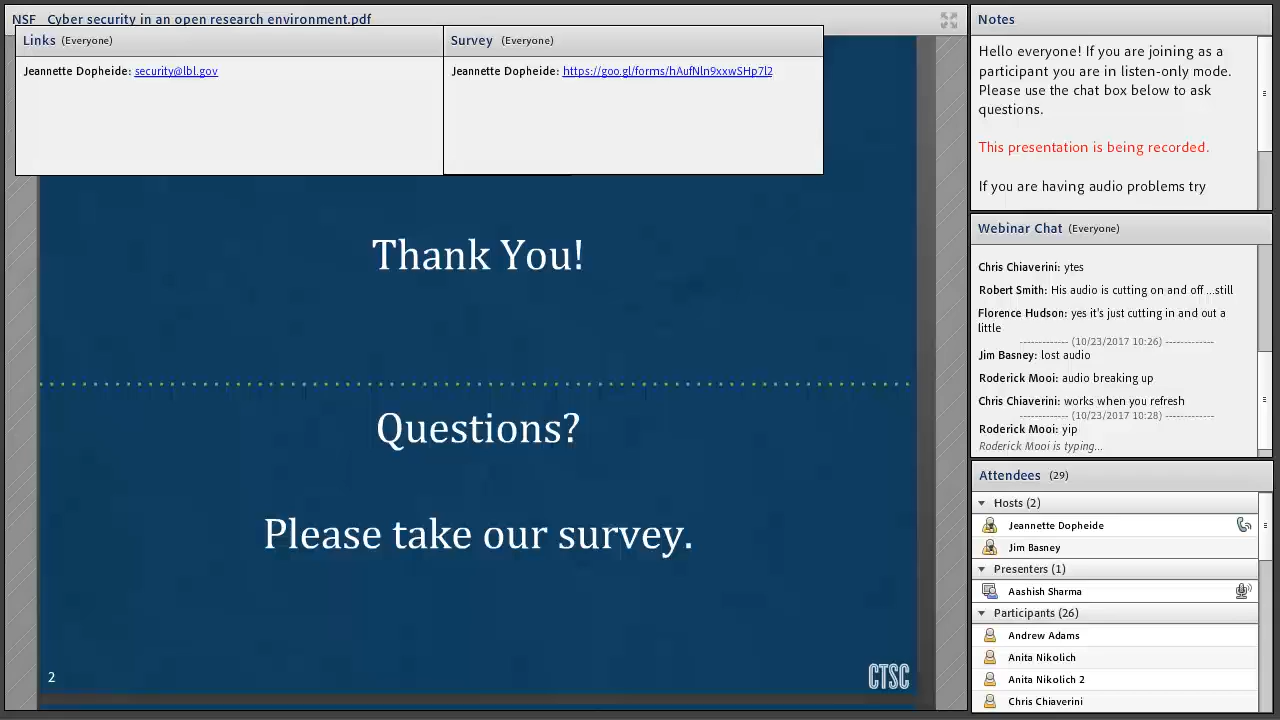 NSF_ Cyber security in an open research environment.pdf
Links (Everyone)
Jeannette Dopheide: security@lbl.gov
Survey (Everyone)
Jeannette Dopheide: https://goo.gl/forms/hAufNln9xxwSHp7l2
Thank You!
Questions?
Please take our survey.
2
CTSC
Notes
Hello everyone! If you are joining as a
participant you are in listen-only mode.
Please use the chat box below to ask
questions.
This presentation is being recorded.
If you are having audio problems try
Webinar Chat (Everyone)
Chris Chiaverini: ytes
Robert Smith: His audio is cutting on and off ...still
Florence Hudson: yes it's just cutting in and out a
little
------------- (10/23/2017 10:26) -------------
Jim Basney: lost audio
Roderick Mooi: audio breaking up
Chris Chiaverini: works when you refresh
------------- (10/23/2017 10:28) -------------
Roderick Mooi: yip
Roderick Mooi is typing...
Attendees (29)
Hosts (2)
Jeannette Dopheide
Jim Basney
Presenters (1)
Aashish Sharma
Participants (26)
Andrew Adams
Anita Nikolich
Anita Nikolich 2
Chris Chiaverini